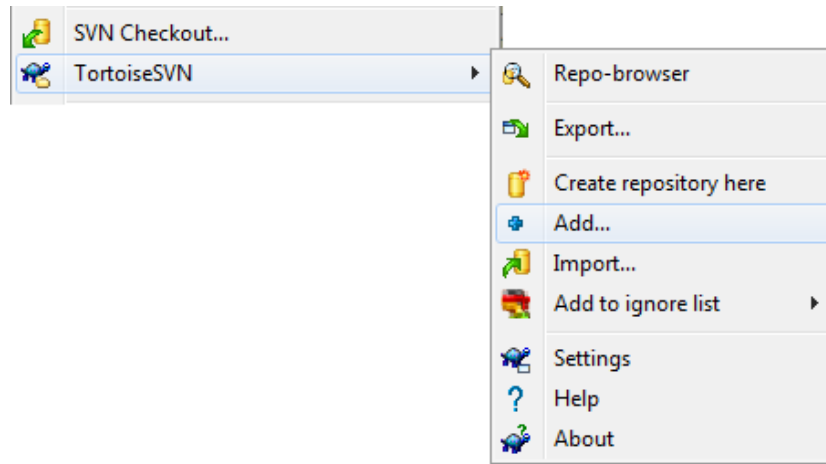 SVN Checkout...
TortoiseSVN
Repo-browser
Export...
Create repository here
Add...
Import...
Add to ignore list
Settings
Help
About